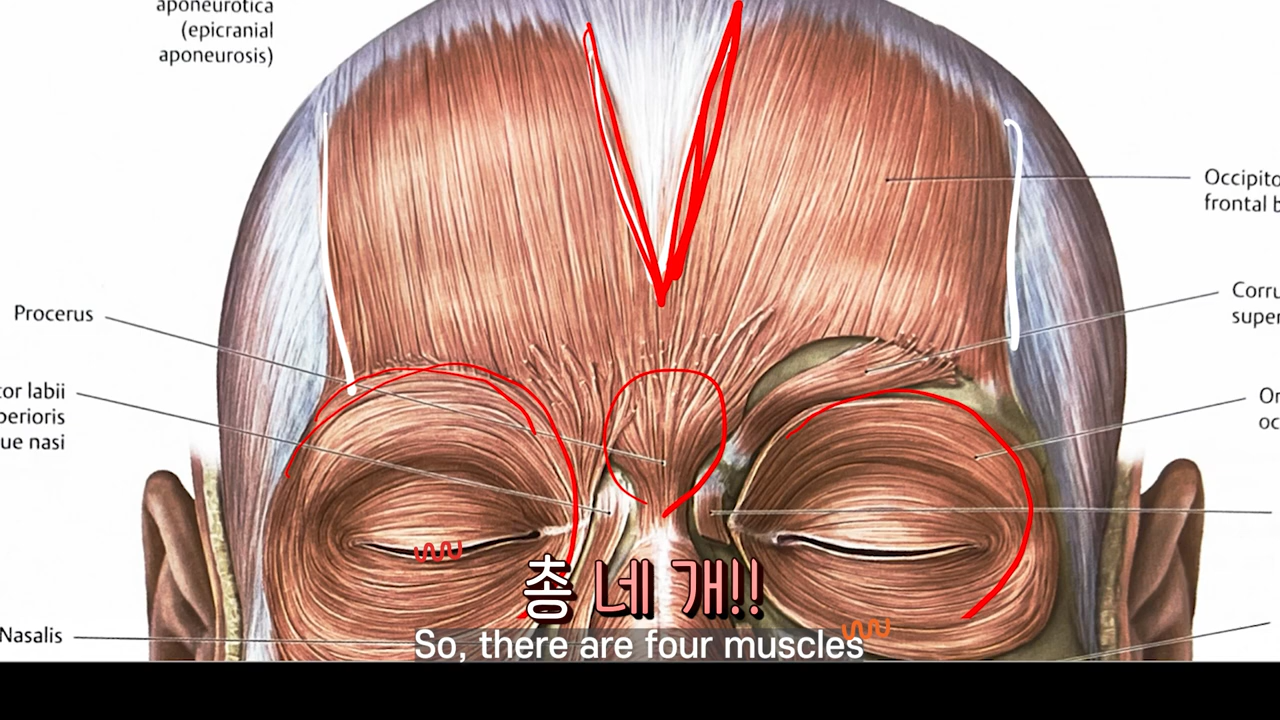 aponeurotica
(epicranial
aponeurosis)
Occipito
frontal b
Corru
super
Procerus
tor labii
perioris
ue nasi
Or
oc
Nasalis
총 네 개!!
So, there are four muscles